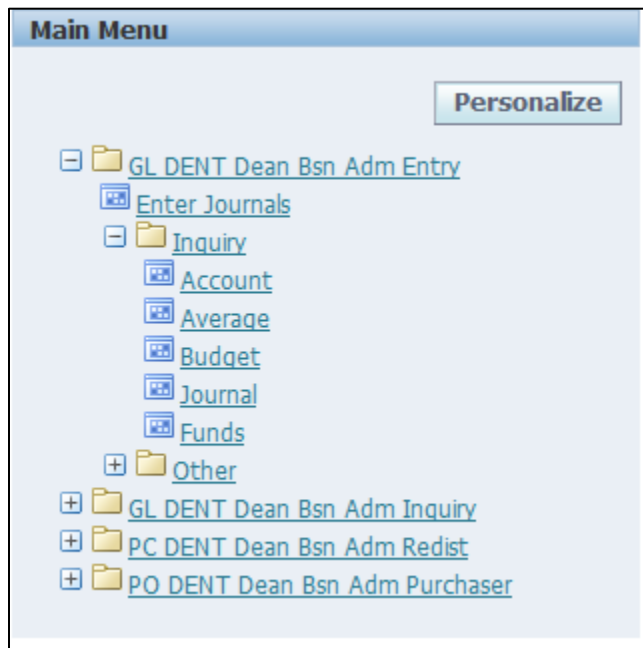 Main Menu
Personalize
GL DENT Dean Bsn Adm Entry
Enter Journals
Inquiry
Account
Average
Budget
Journal
Funds
Other
GL DENT Dean Bsn Adm Inquiry
PC DENT Dean Bsn Adm Redist
PO DENT Dean Bsn Adm Purchaser